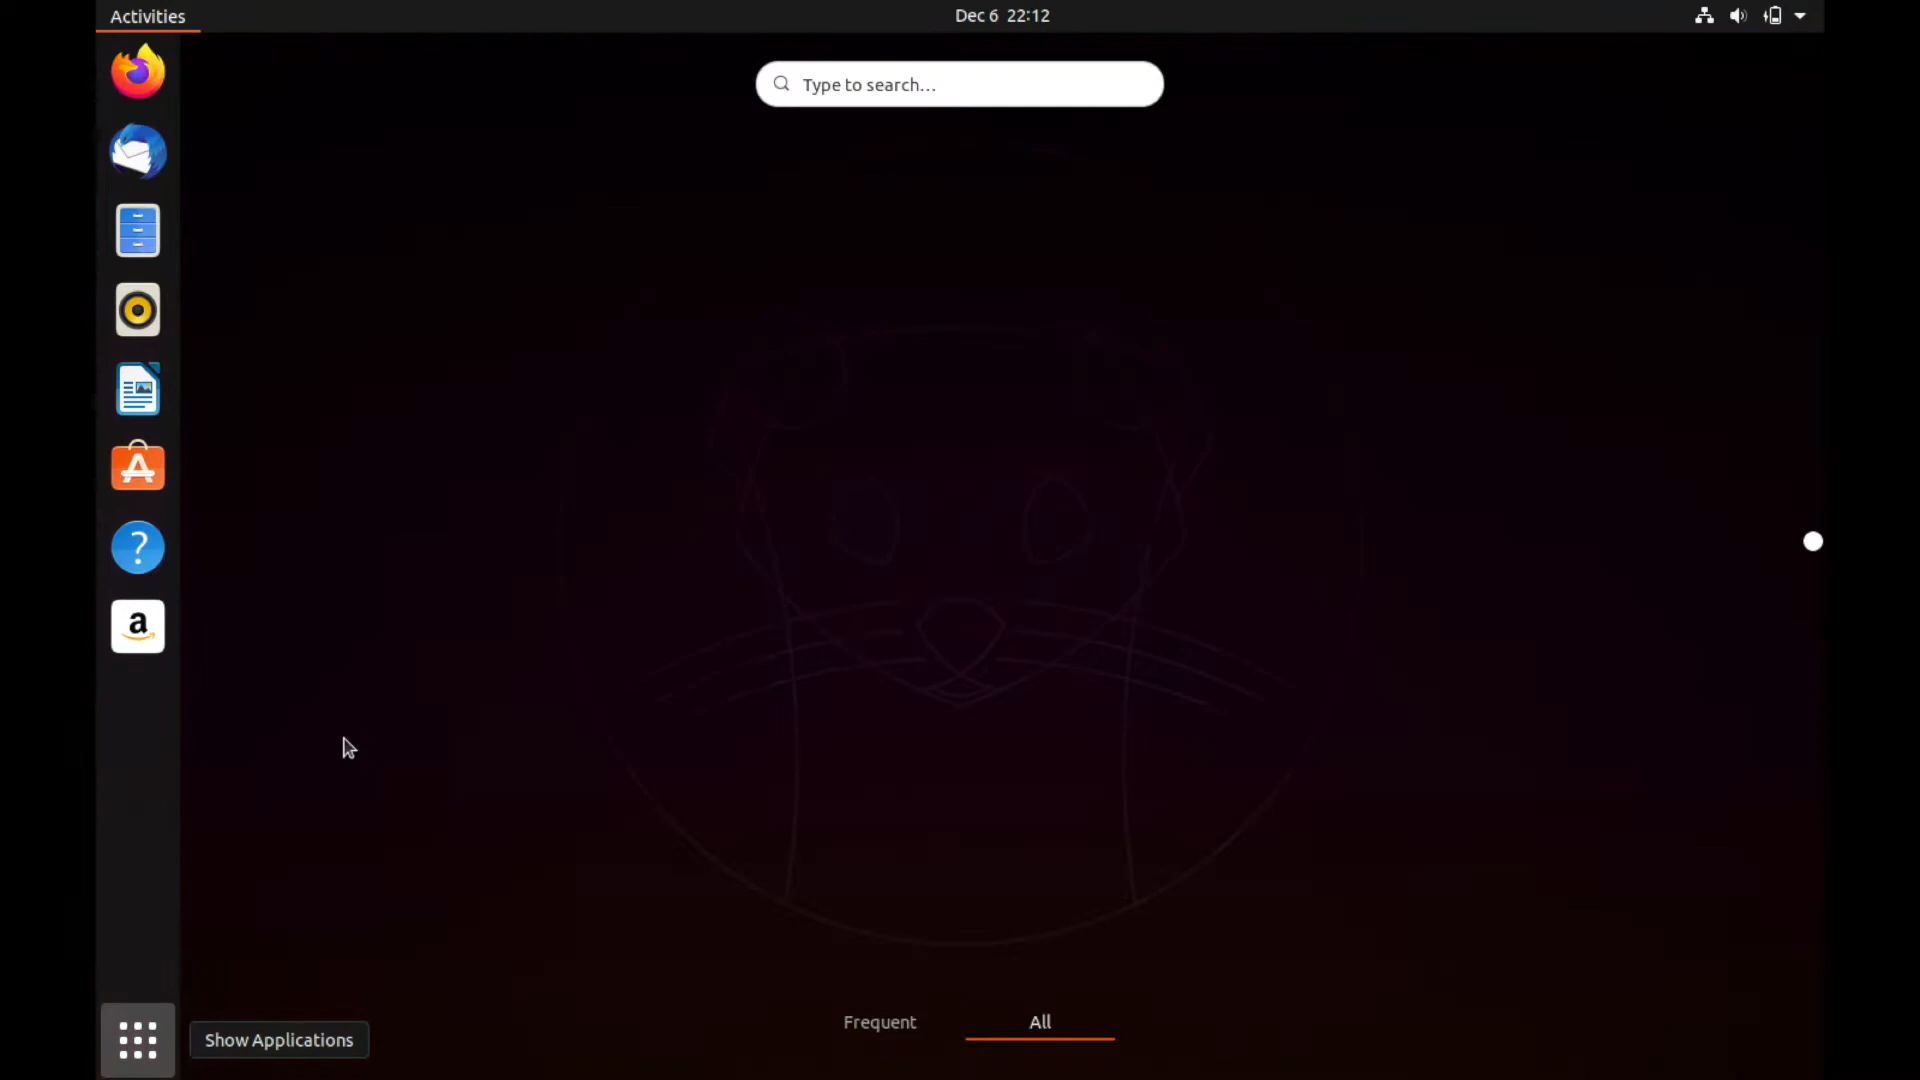 Activities
Dec 6 22:12
Type to search...
?
a
Frequent
All
Show Applications